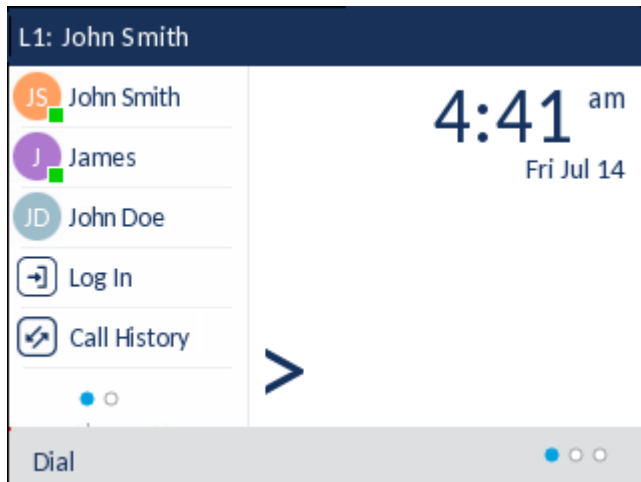 L1: John Smith
JS John Smith
J James
JD John Doe
Log In
Call History
4:41 am
Fri Jul 14
>
Dial